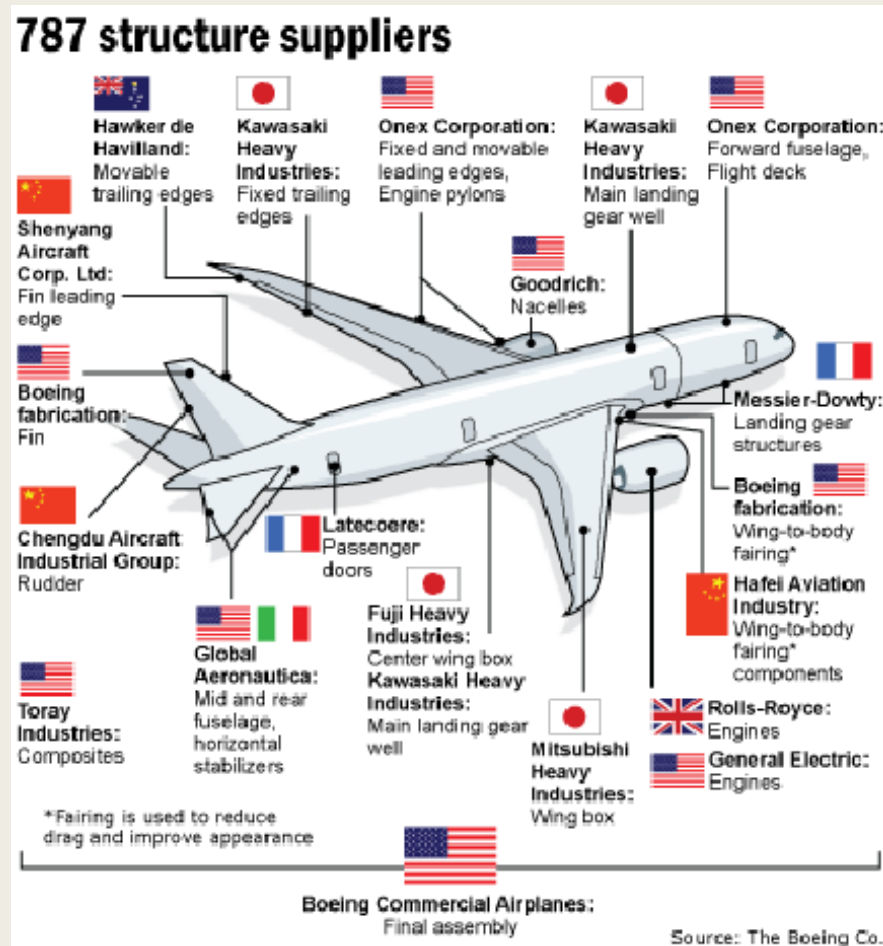 787 structure suppliers
Hawker de
Havilland:
Movable
trailing edges
Kawasaki
Heavy
Industries:
Fixed trailing
edges
Onex Corporation:
Fixed and movable
leading edges,
Engine pylons
Kawasaki
Heavy
Industries:
Main landing
gear well
Onex Corporation:
Forward fuselage,
Flight deck
Shenyang
Aircraft
Corp. Ltd:
Fin leading
edge
Goodrich:
Nacelles
Boeing
fabrication:
Fin
Messier-Dowty:
Landing gear
structures
Chengdu Aircraft
Industrial Group:
Rudder
Latecoere:
Passenger
doors
Boeing
fabrication:
Wing-to-body
fairing*
Hafei Aviation
Industry:
Wing-to-body
fairing*
components
Global
Aeronautica:
Mid and rear
fuselage,
horizontal
stabilizers
Fuji Heavy
Industries:
Center wing box
Kawasaki Heavy
Industries:
Main landing gear
well
Toray
Industries:
Composites
Mitsubishi
Heavy
Industries:
Wing box
Rolls-Royce:
Engines
General Electric:
Engines
*Fairing is used to reduce
drag and improve appearance
Boeing Commercial Airplanes:
Final assembly
Source: The Boeing Co.